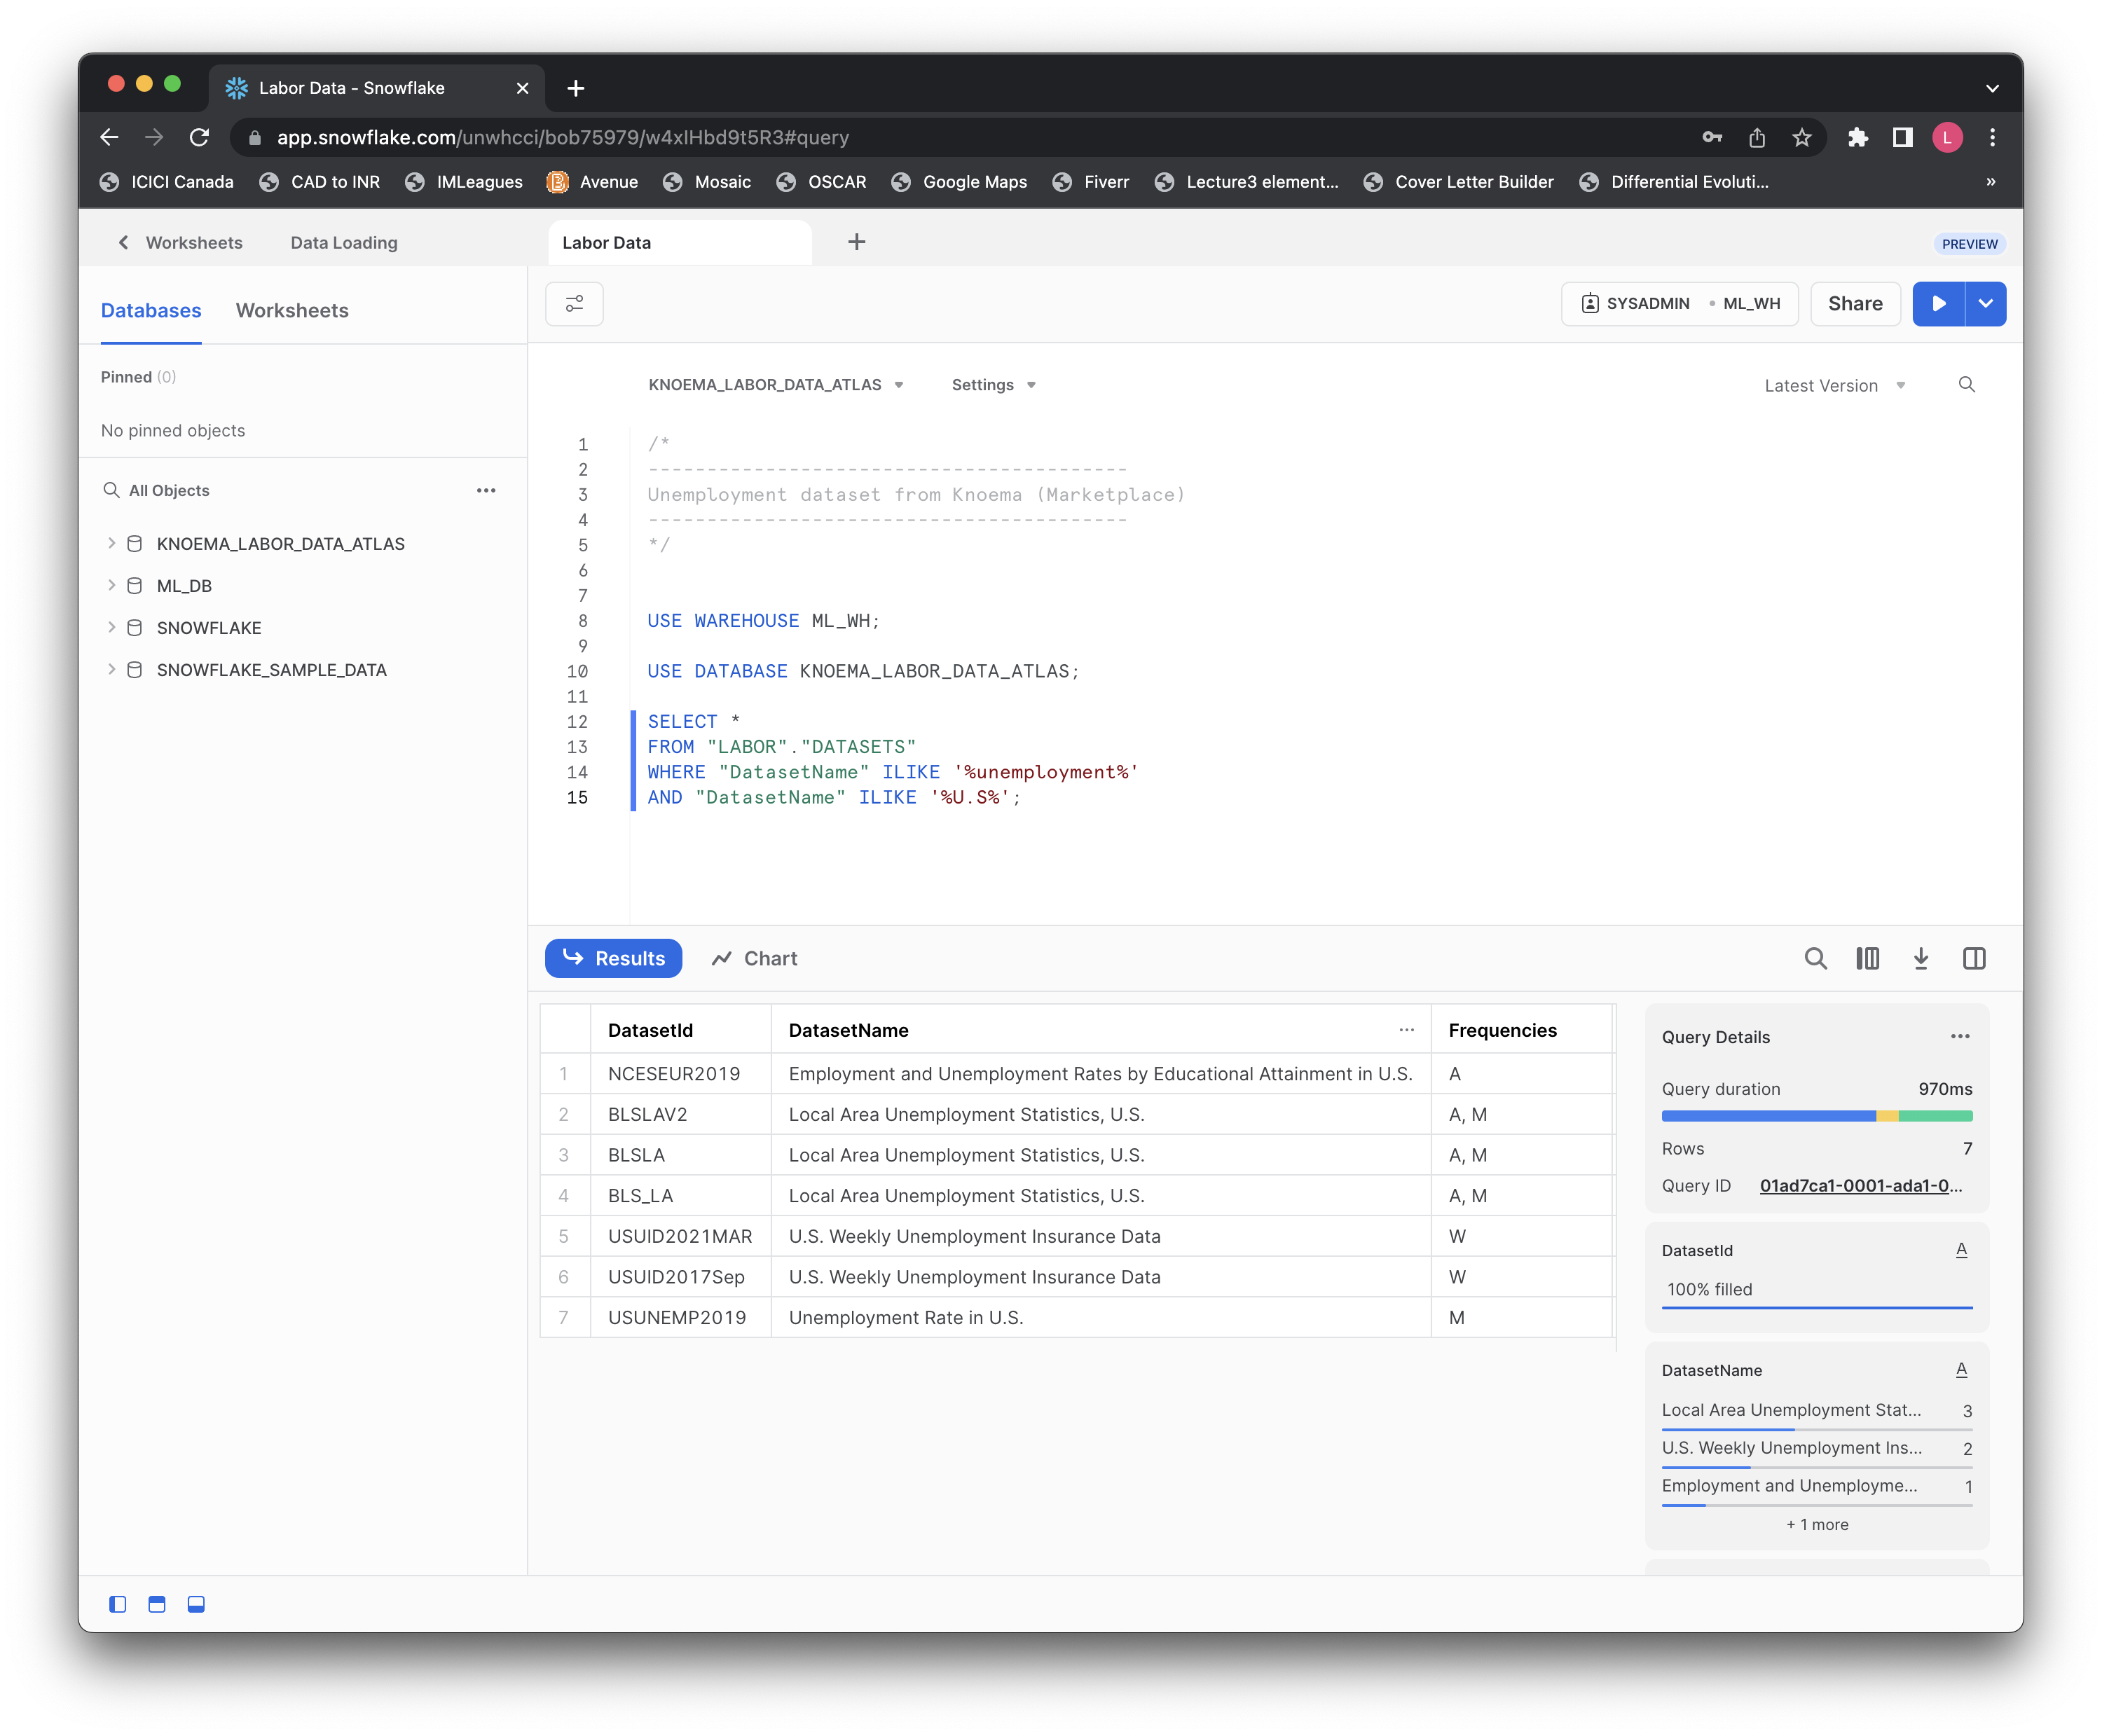 Labor Data - Snowflake
app.snowflake.com/unwhcci/bob75979/w4xIHbd9t5R3#query
L
ICICI Canada CAD to INR IMLeagues Avenue Mosaic OSCAR Google Maps Fiverr Lecture3 element... Cover Letter Builder Differential Evoluti... »
Worksheets Data Loading Labor Data + PREVIEW
Databases Worksheets
SYSADMIN • ML_WH Share
Pinned (0)
No pinned objects
All Objects
KNOEMA_LABOR_DATA_ATLAS
ML_DB
SNOWFLAKE
SNOWFLAKE_SAMPLE_DATA
KNOEMA_LABOR_DATA_ATLAS Settings Latest Version
1 /*
2 -----------------------------------------
3 Unemployment dataset from Knoema (Marketplace)
4 -----------------------------------------
5 */
6
7
8 USE WAREHOUSE ML_WH;
9
10 USE DATABASE KNOEMA_LABOR_DATA_ATLAS;
11
12 SELECT *
13 FROM "LABOR"."DATASETS"
14 WHERE "DatasetName" ILIKE '%unemployment%'
15 AND "DatasetName" ILIKE '%U.S%';
Results Chart
DatasetId DatasetName ... Frequencies
1 NCESEUR2019 Employment and Unemployment Rates by Educational Attainment in U.S. A
2 BLSLAV2 Local Area Unemployment Statistics, U.S. A, M
3 BLSLA Local Area Unemployment Statistics, U.S. A, M
4 BLS_LA Local Area Unemployment Statistics, U.S. A, M
5 USUID2021MAR U.S. Weekly Unemployment Insurance Data W
6 USUID2017Sep U.S. Weekly Unemployment Insurance Data W
7 USUNEMP2019 Unemployment Rate in U.S. M
Query Details ...
Query duration 970ms
Rows 7
Query ID 01ad7ca1-0001-ada1-0...
DatasetId A
100% filled
DatasetName A
Local Area Unemployment Stat... 3
U.S. Weekly Unemployment Ins... 2
Employment and Unemployme... 1
+ 1 more